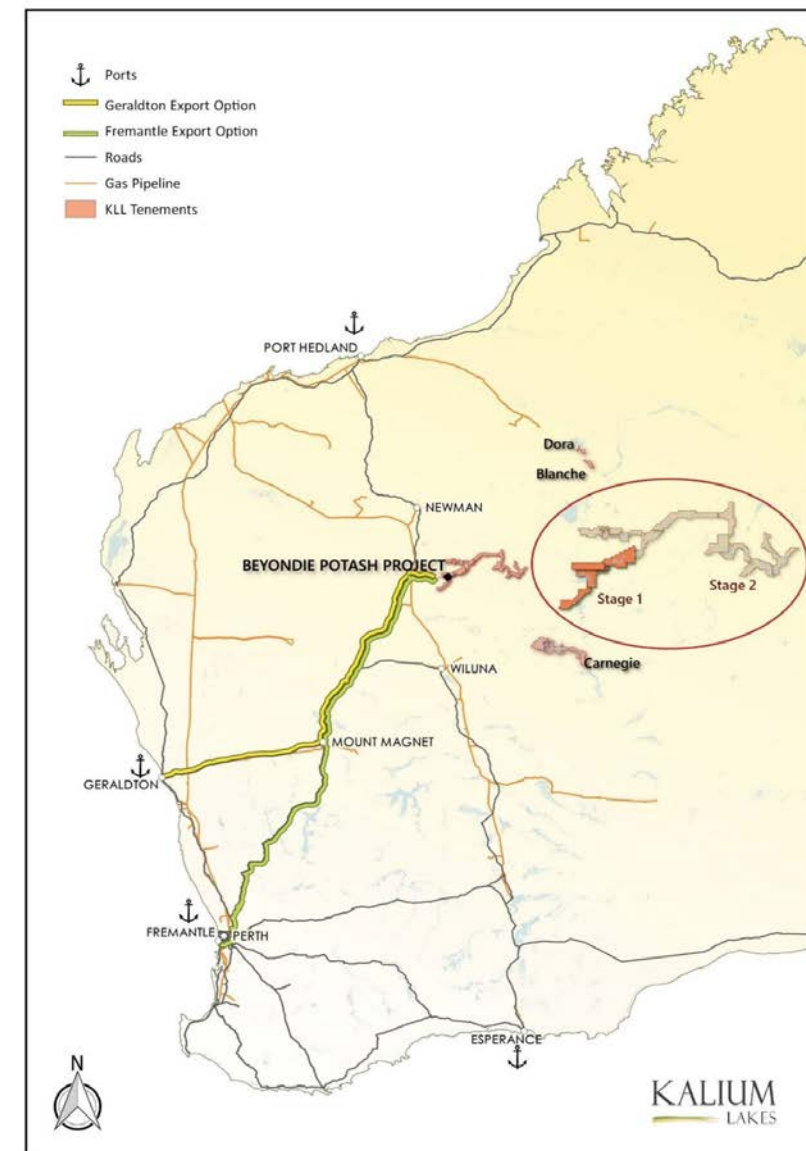 Ports
Geraldton Export Option
Fremantle Export Option
Roads
Gas Pipeline
KLL Tenements
PORT HEDLAND
Dora
Blanche
NEWMAN
BEYONDIE POTASH PROJECT
Stage 1
Stage 2
Carnegie
WILUNA
MOUNT MAGNET
GERALDTON
FREMANTLE
PERTH
ESPERANCE
N
KALIUM
LAKES